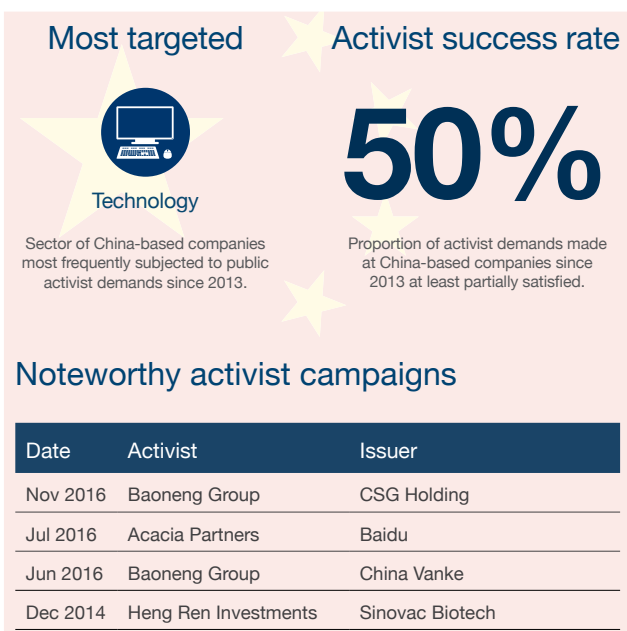 Most targeted
Technology
Sector of China-based companies
most frequently subjected to public
activist demands since 2013.
Activist success rate
50%
Proportion of activist demands made
at China-based companies since
2013 at least partially satisfied.
Noteworthy activist campaigns
Date Activist Issuer
Nov 2016 Baoneng Group CSG Holding
Jul 2016 Acacia Partners Baidu
Jun 2016 Baoneng Group China Vanke
Dec 2014 Heng Ren Investments Sinovac Biotech